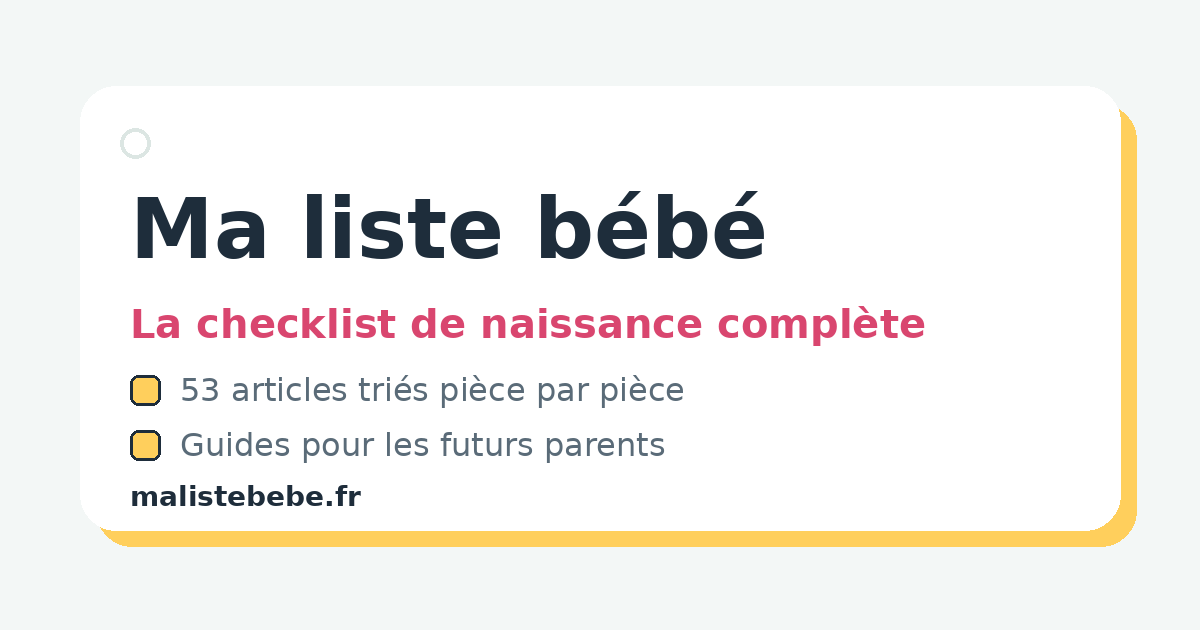 Ma liste bébé
La checklist de naissance complète
53 articles triés pièce par pièce
Guides pour les futurs parents
malistebebe.fr